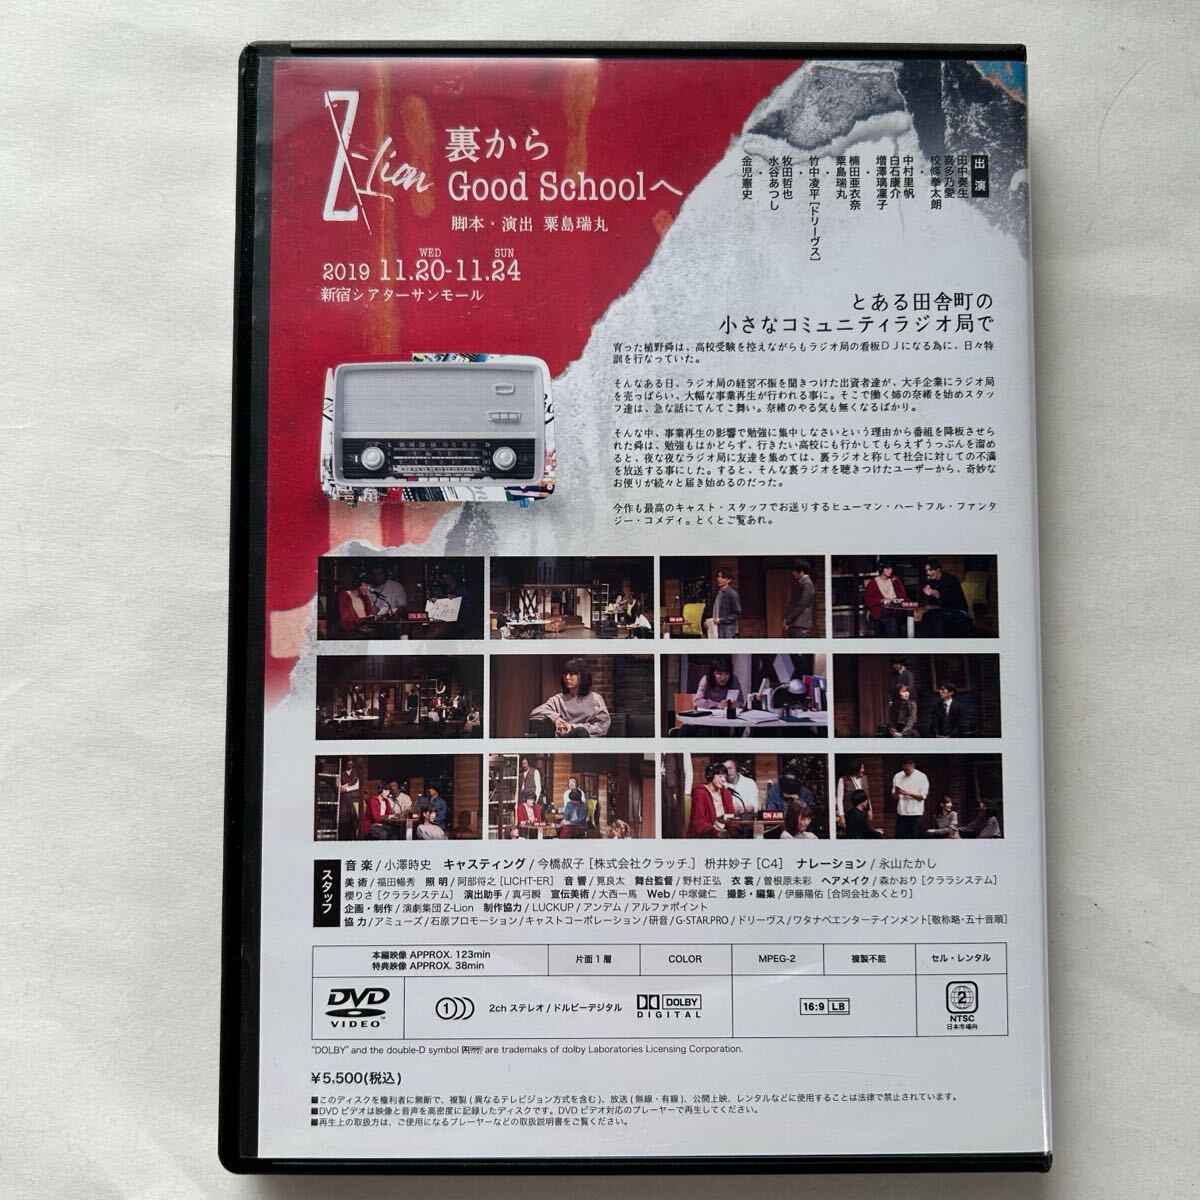 Z-Lion
裏から
Good Schoolへ
脚本・演出 粟島瑞丸
WED SUN
2019 11.20-11.24
新宿シアターサンモール
出演
田中奏生
喜多乃愛
校條拳太朗
・
中村里帆
白石康介
増澤璃凜子
・
楠田亜衣奈
粟島瑞丸
・
竹中凌平[ドリーヴス]
・
牧田哲也
水谷あつし
・
金児憲史
とある田舎町の
小さなコミュニティラジオ局で
育った植野舜は、高校受験を控えながらもラジオ局の看板DJになる為に、日々特
訓を行なっていた。
そんなある日、ラジオ局の経営不振を聞きつけた出資者達が、大手企業にラジオ局
を売っぱらい、大幅な事業再生が行われる事に。そこで働く姉の奈緒を始めスタッ
フ達は、急な話にてんてこ舞い。奈緒のやる気も無くなるばかり。
そんな中、事業再生の影響で勉強に集中しなさいという理由から番組を降板させら
れた舜は、勉強もはかどらず、行きたい高校にも行かしてもらえずうっぷんを溜め
ると、夜な夜なラジオ局に友達を集めては、裏ラジオと称して社会に対しての不満
を放送する事にした。すると、そんな裏ラジオを聴きつけたユーザーから、奇妙な
お便りが続々と届き始めるのだった。
今作も最高のキャスト・スタッフでお送りするヒューマン・ハートフル・ファンタ
ジー・コメディ。とくとご覧あれ。
ON AIR
ON AIR
ON AIR
ON AIR
スタッフ
音楽/小澤時史 キャスティング/今橋叔子[株式会社クラッチ.] 枡井妙子[C4] ナレーション/永山たかし
美術/福田暢秀 照明/阿部将之[LICHT-ER] 音響/筧良太 舞台監督/野村正弘 衣裳/曽根原未彩 ヘアメイク/森かおり[クララシステム]
櫻りさ[クララシステム] 演出助手/真弓瞬 宣伝美術/大西一馬 Web/中塚健仁 撮影・編集/伊藤陽佑[合同会社あくとり]
企画・制作/演劇集団Z-Lion 制作協力/LUCKUP/アンデム/アルファポイント
協力/アミューズ/石原プロモーション/キャストコーポレーション/研音/G-STAR.PRO/ドリーヴス/ワタナベエンターテインメント[敬称略・五十音順]
本編映像 APPROX. 123min
特典映像 APPROX. 38min
片面1層
COLOR
MPEG-2
複製不能
セル・レンタル
DVD
VIDEO
1
2ch ステレオ/ドルビーデジタル
DOLBY
DIGITAL
16:9 LB
2
NTSC
日本市場向
"DOLBY" and the double-D symbol are trademaks of dolby Laboratories Licensing Corporation.
¥5,500(税込)
■このディスクを権利者に無断で、複製(異なるテレビジョン方式を含む)、放送(無線・有線)、公開上映、レンタルなどに使用することは法律で禁止されています。
■DVDビデオは映像と音声を高密度に記録したディスクです。DVDビデオ対応のプレーヤーで再生してください。
■再生上の取扱方は、ご使用になるプレーヤーなどの取扱説明書をご覧ください。